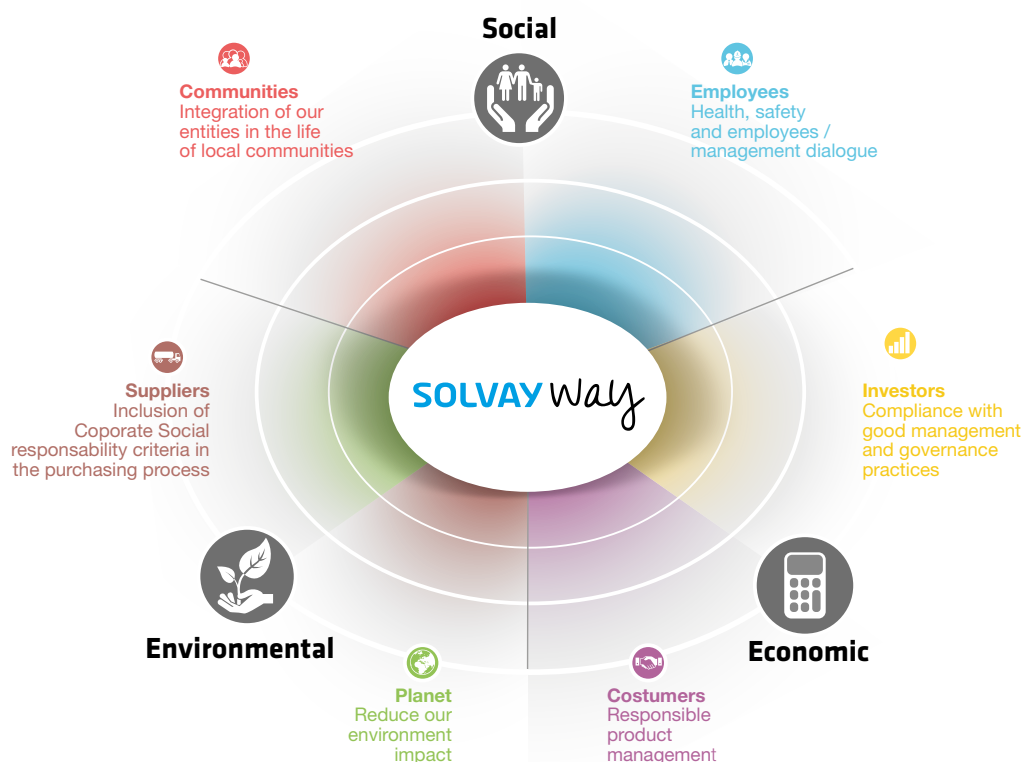 Social
Communities
Integration of our
entities in the life
of local communities
Employees
Health, safety
and employees /
management dialogue
SOLVAY way
Suppliers
Inclusion of
Coporate Social
responsability criteria in
the purchasing process
Investors
Compliance with
good management
and governance
practices
Environmental
Economic
Planet
Reduce our
environment
impact
Costumers
Responsible
product
management